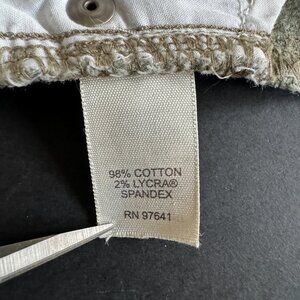 98% COTTON
2% LYCRA®
SPANDEX
RN 97641